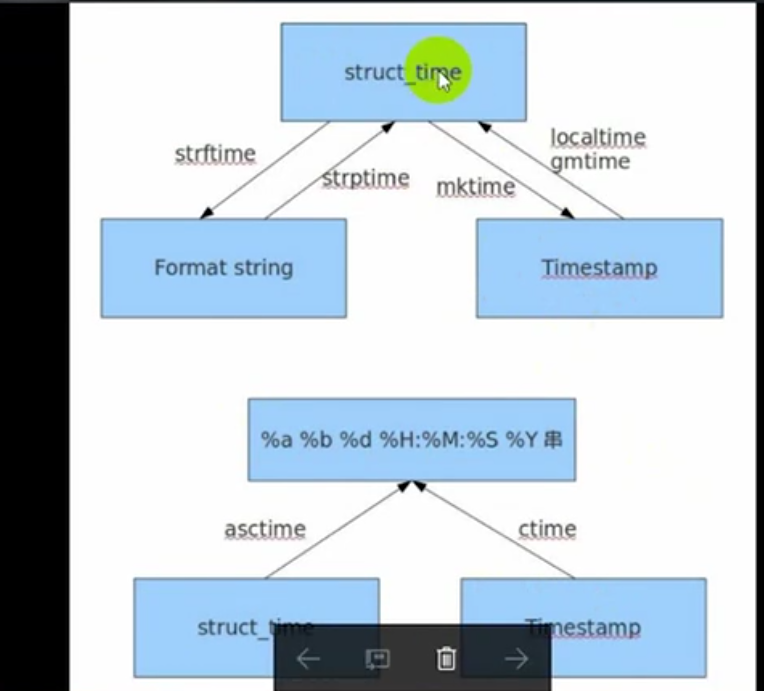 struct_time
strftime
strptime
mktime
localtime
gmtime
Format string
Timestamp
%a %b %d %H:%M:%S %Y 串
asctime
ctime
struct_time
Timestamp